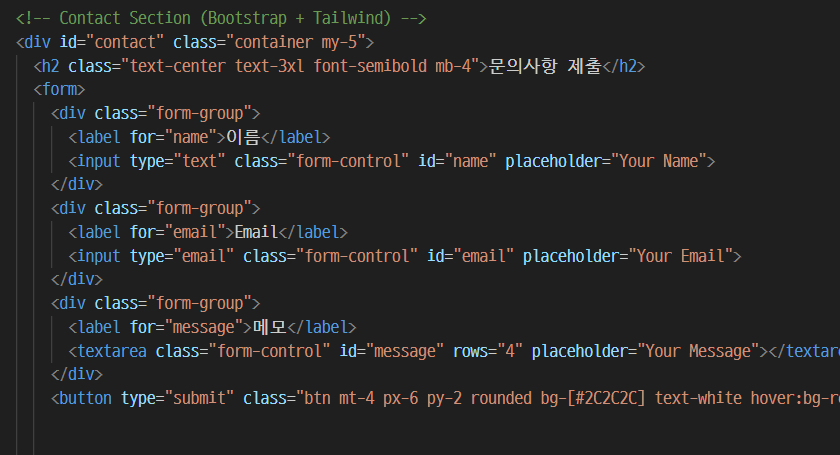 <!-- Contact Section (Bootstrap + Tailwind) -->
<div id="contact" class="container my-5">
<h2 class="text-center text-3xl font-semibold mb-4">문의사항 제출</h2>
<form>
<div class="form-group">
<label for="name">이름</label>
<input type="text" class="form-control" id="name" placeholder="Your Name">
</div>
<div class="form-group">
<label for="email">Email</label>
<input type="email" class="form-control" id="email" placeholder="Your Email">
</div>
<div class="form-group">
<label for="message">메모</label>
<textarea class="form-control" id="message" rows="4" placeholder="Your Message"></textare
</div>
<button type="submit" class="btn mt-4 px-6 py-2 rounded bg-[#2C2C2C] text-white hover:bg-r